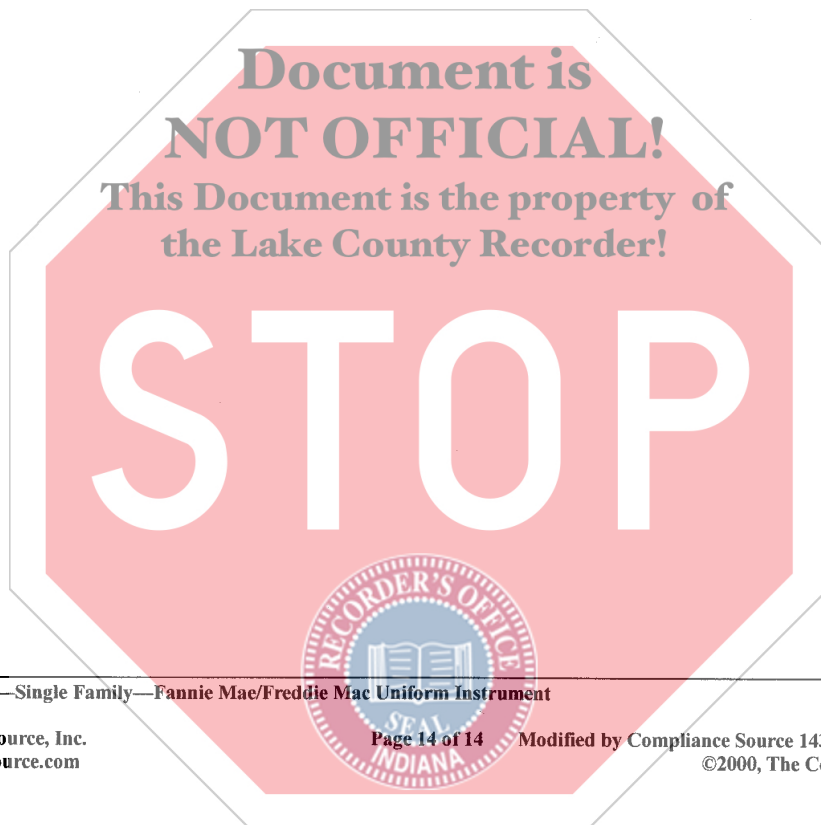 Document is
NOT OFFICIAL!
This Document is the property of
the Lake County Recorder!
STOP
RECORDER'S OFFICE
SEAL
INDIANA
—Single Family—Fannie Mae/Freddie Mac Uniform Instrument
ource, Inc. Page 14 of 14 Modified by Compliance Source 143
urce.com ©2000, The Co